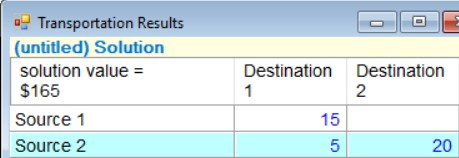 Transportation Results
(untitled) Solution
solution value = Destination Destination
$165 1 2
Source 1 15
Source 2 5 20